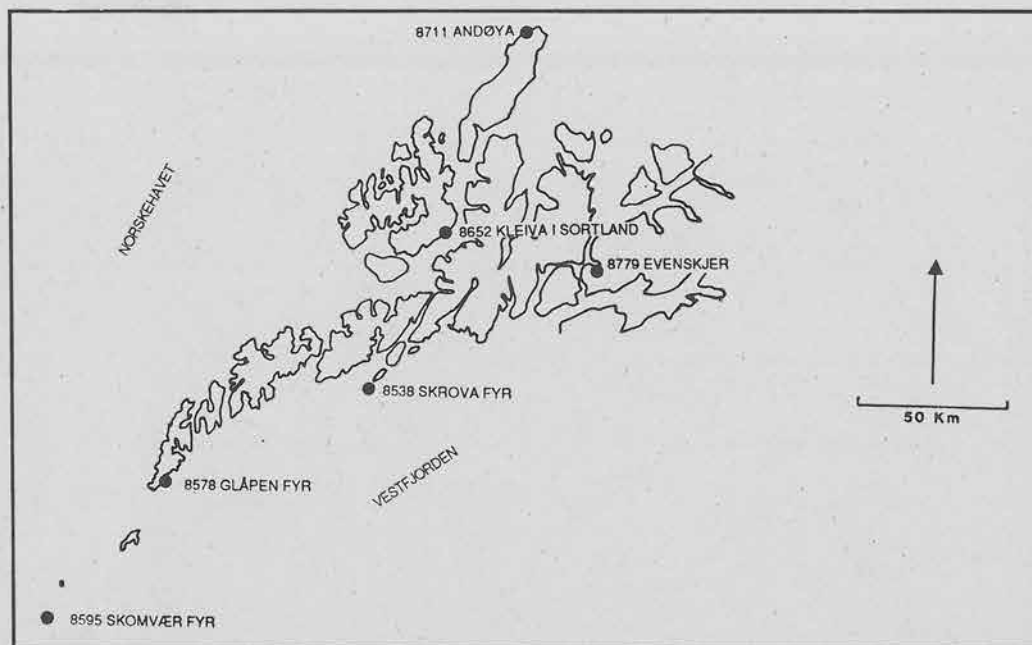 8711 ANDØYA
NORSKEHAVET
8652 KLEIVA I SORTLAND
8779 EVENSKJER
8538 SKROVA FYR
50 Km
VESTFJORDEN
8578 GLÅPEN FYR
8595 SKOMVÆR FYR